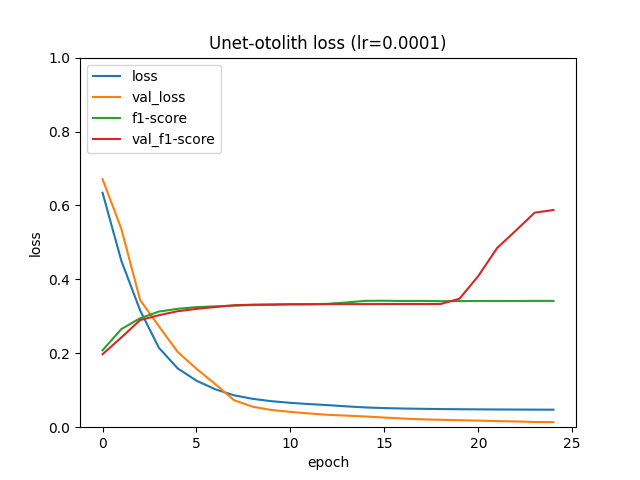 Unet-otolith loss (lr=0.0001)
loss
val_loss
f1-score
val_f1-score
1.0
0.8
0.6
0.4
0.2
0.0
loss
0 5 10 15 20 25
epoch